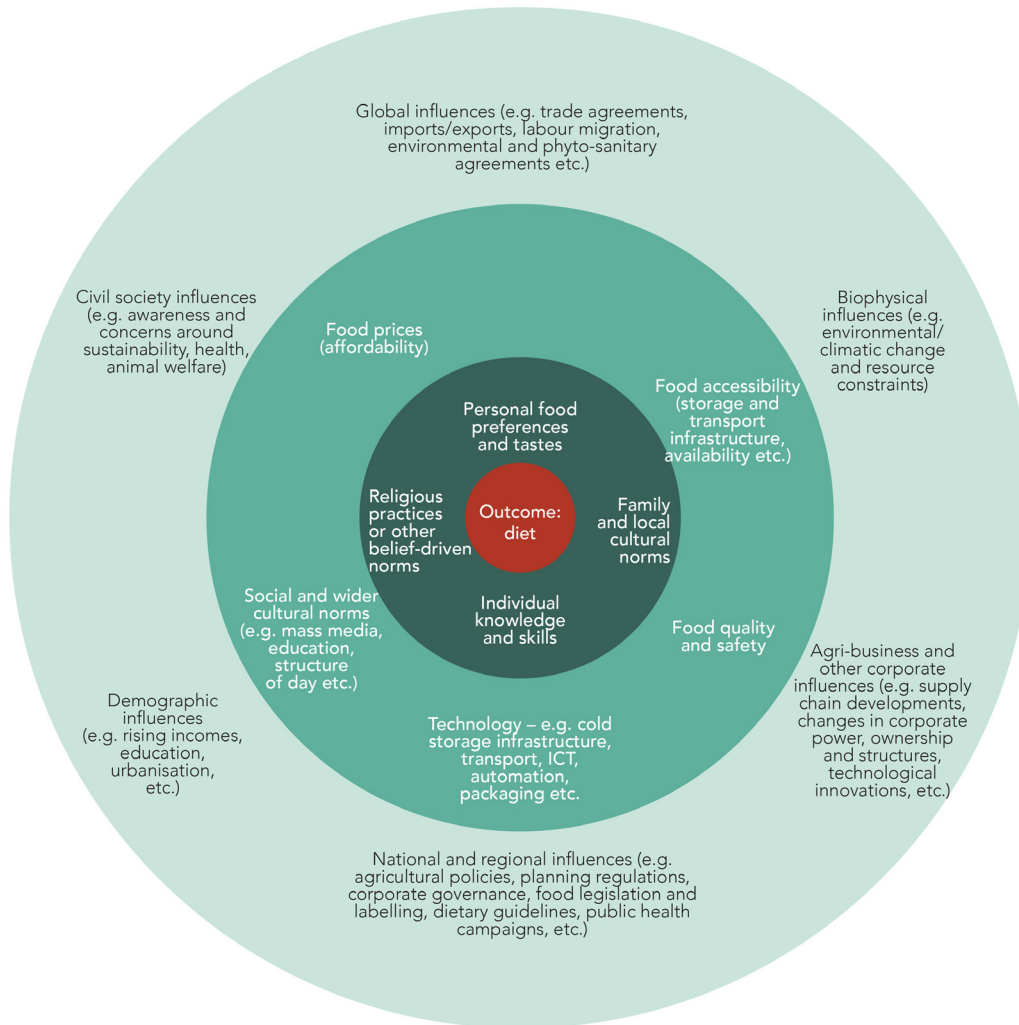 Global influences (e.g. trade agreements,
imports/exports, labour migration,
environmental and phyto-sanitary
agreements etc.)
Civil society influences
(e.g. awareness and
concerns around
sustainability, health,
animal welfare)
Biophysical
influences (e.g.
environmental/
climatic change
and resource
constraints)
Food prices
(affordability)
Food accessibility
(storage and
transport
infrastructure,
availability etc.)
Personal food
preferences
and tastes
Religious
practices
or other
belief-driven
norms
Outcome:
diet
Family
and local
cultural
norms
Individual
knowledge
and skills
Social and wider
cultural norms
(e.g. mass media,
education,
structure
of day etc.)
Food quality
and safety
Technology – e.g. cold
storage infrastructure,
transport, ICT,
automation,
packaging etc.
Demographic
influences
(e.g. rising incomes,
education,
urbanisation,
etc.)
Agri-business and
other corporate
influences (e.g. supply
chain developments,
changes in corporate
power, ownership
and structures,
technological
innovations, etc.)
National and regional influences (e.g.
agricultural policies, planning regulations,
corporate governance, food legislation and
labelling, dietary guidelines, public health
campaigns, etc.)